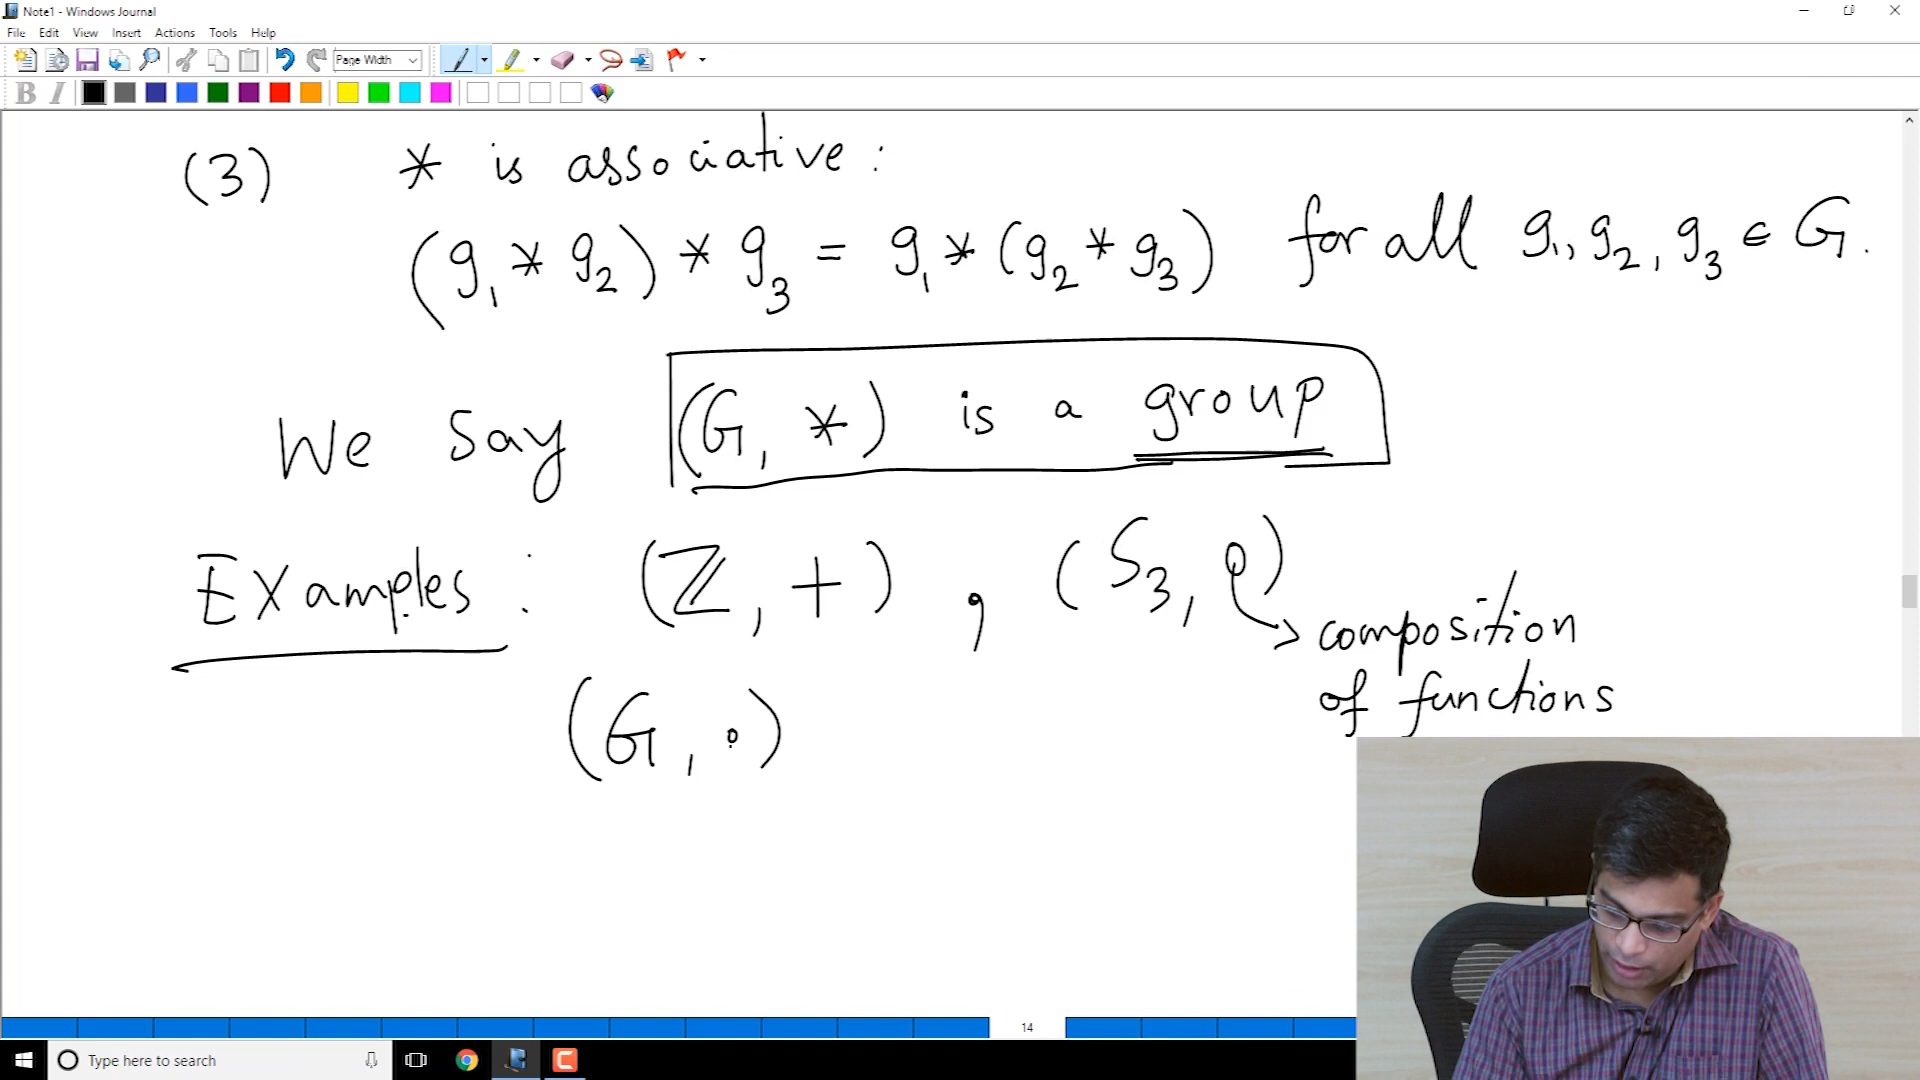 Note1 - Windows Journal
File Edit View Insert Actions Tools Help
Page Width
B I
(3) * is associative:
(g₁ * g₂) * g₃ = g₁ * (g₂ * g₃) for all g₁, g₂, g₃ ∈ G.
We say (G, *) is a group
Examples: (ℤ, +), (S₃, ∘)
→ composition
of functions
(G, ∘)
14
Type here to search